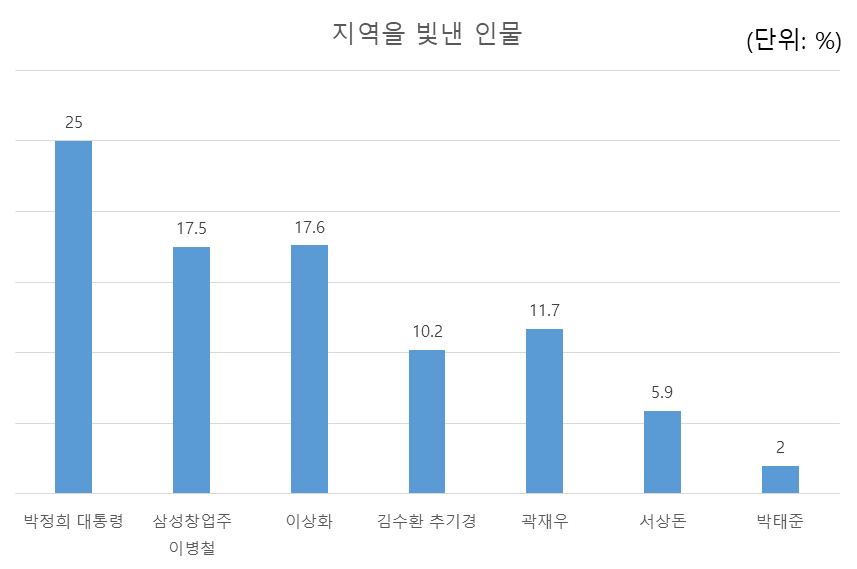 지역을 빛낸 인물
(단위: %)
25
17.5
17.6
10.2
11.7
5.9
2
박정희 대통령
삼성창업주
이병철
이상화
김수환 추기경
곽재우
서상돈
박태준